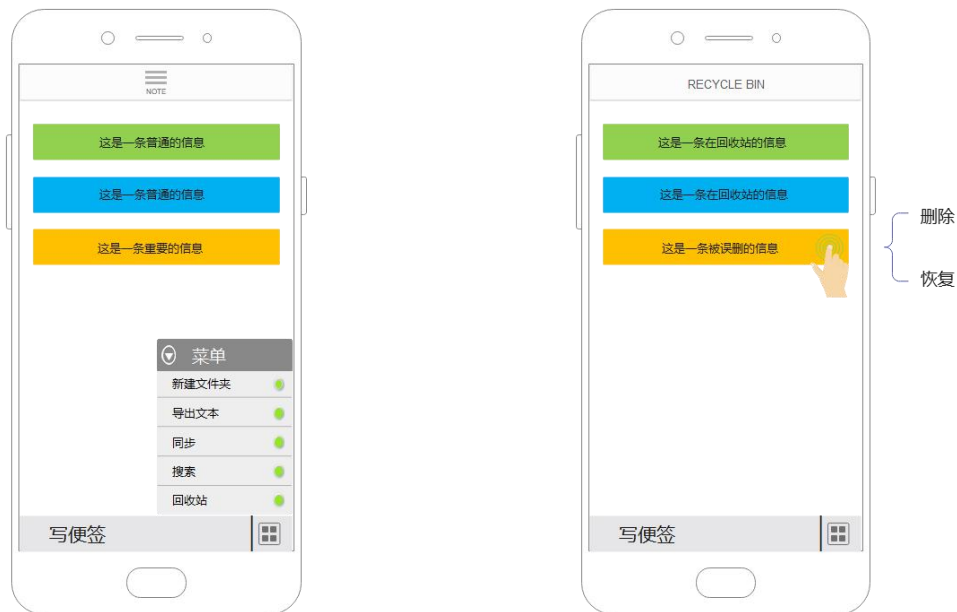 NOTE
这是一条普通的信息
这是一条普通的信息
这是一条重要的信息
菜单
新建文件夹
导出文本
同步
搜素
回收站
写便签
RECYCLE BIN
这是一条在回收站的信息
这是一条在回收站的信息
这是一条被误删的信息
写便签
删除
恢复